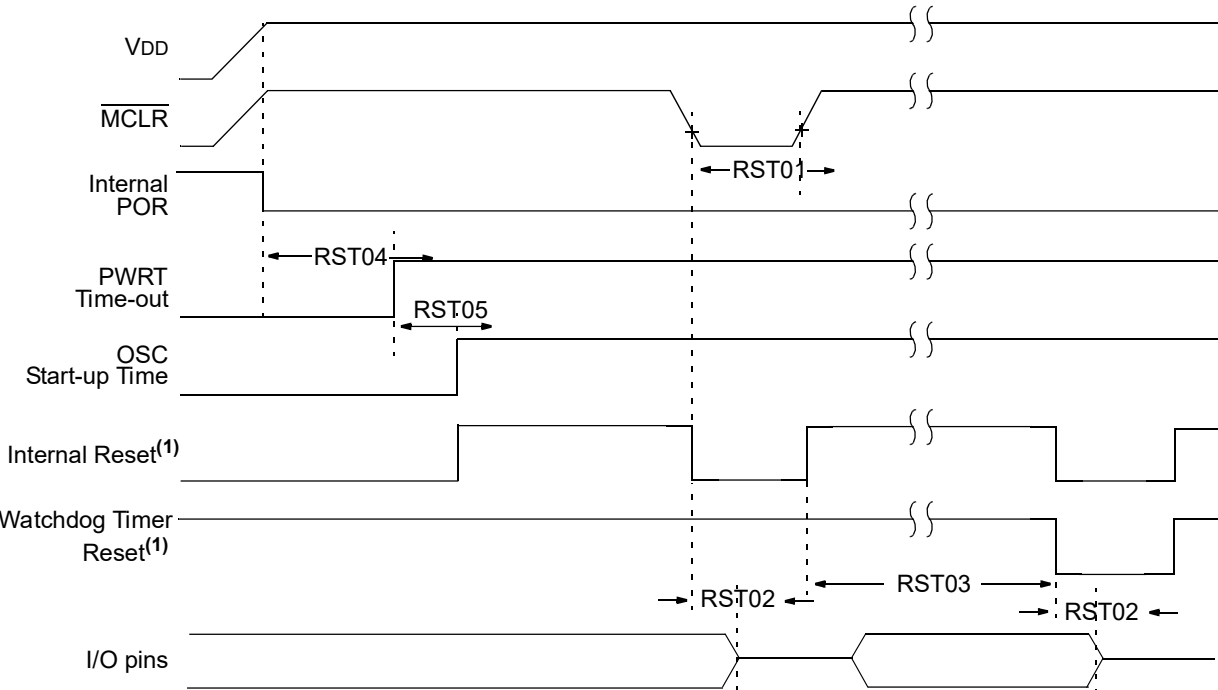 VDD
MCLR
RST01
Internal
POR
RST04
PWRT
Time-out
RST05
OSC
Start-up Time
Internal Reset(1)
Watchdog Timer
Reset(1)
RST03
RST02
RST02
I/O pins